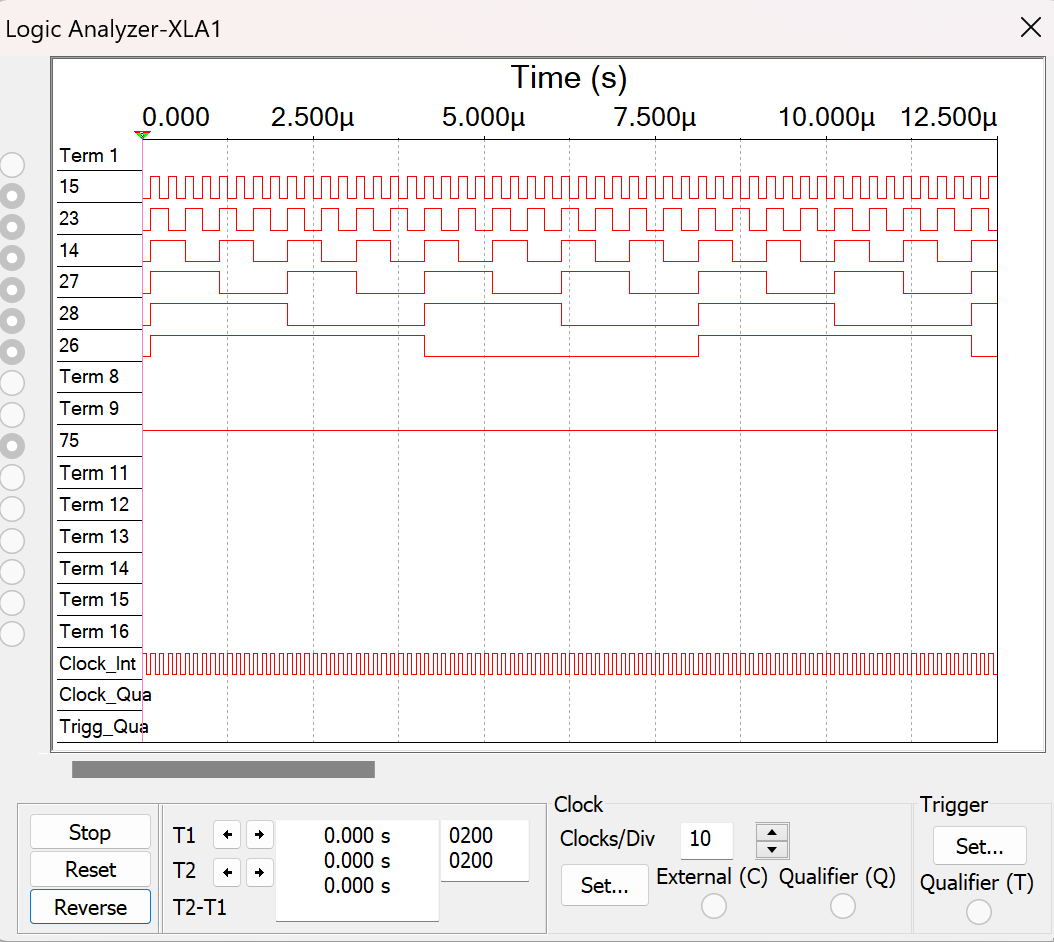 Logic Analyzer-XLA1
Time (s)
0.000 2.500µ 5.000µ 7.500µ 10.000µ 12.500µ
Term 1
15
23
14
27
28
26
Term 8
Term 9
75
Term 11
Term 12
Term 13
Term 14
Term 15
Term 16
Clock_Int
Clock_Qua
Trigg_Qua
Stop
Reset
Reverse
T1
T2
T2-T1
0.000 s 0200
0.000 s 0200
0.000 s
Clock
Clocks/Div 10
Set...
External (C) Qualifier (Q)
Trigger
Set...
Qualifier (T)